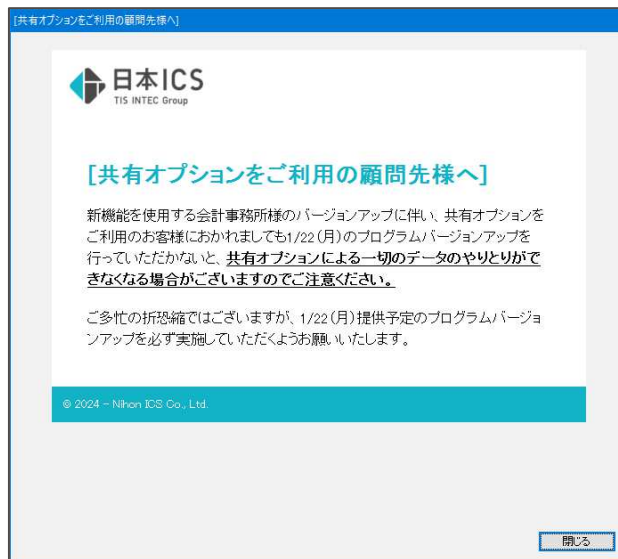 [共有オプションをご利用の顧問先様へ]
日本ICS
TIS INTEC Group
[共有オプションをご利用の顧問先様へ]
新機能を使用する会計事務所様のバージョンアップに伴い、共有オプションを
ご利用のお客様におかれましても1/22(月)のプログラムバージョンアップを
行っていただかないと、共有オプションによる一切のデータのやりとりがで
きなくなる場合がございますのでご注意ください。
ご多忙の折恐縮ではございますが、1/22(月)提供予定のプログラムバージョ
ンアップを必ず実施していただくようお願いいたします。
© 2024 - Nihon ICS Co., Ltd.
閉じる